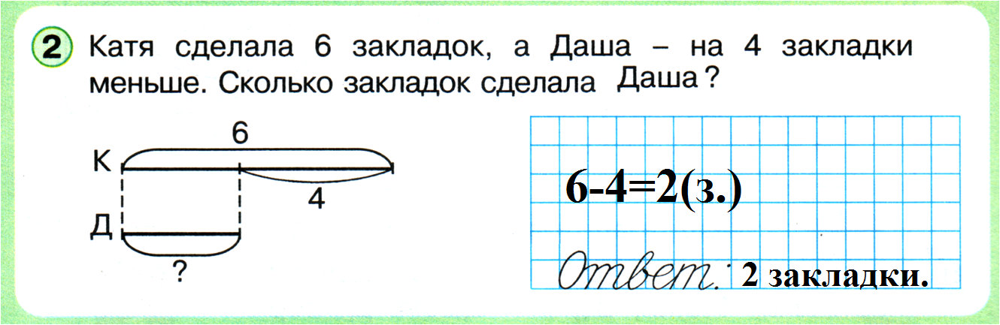 2 Катя сделала 6 закладок, а Даша – на 4 закладки
меньше. Сколько закладок сделала Даша?
6
К
4
Д
?
6-4=2(з.)
Ответ: 2 закладки.